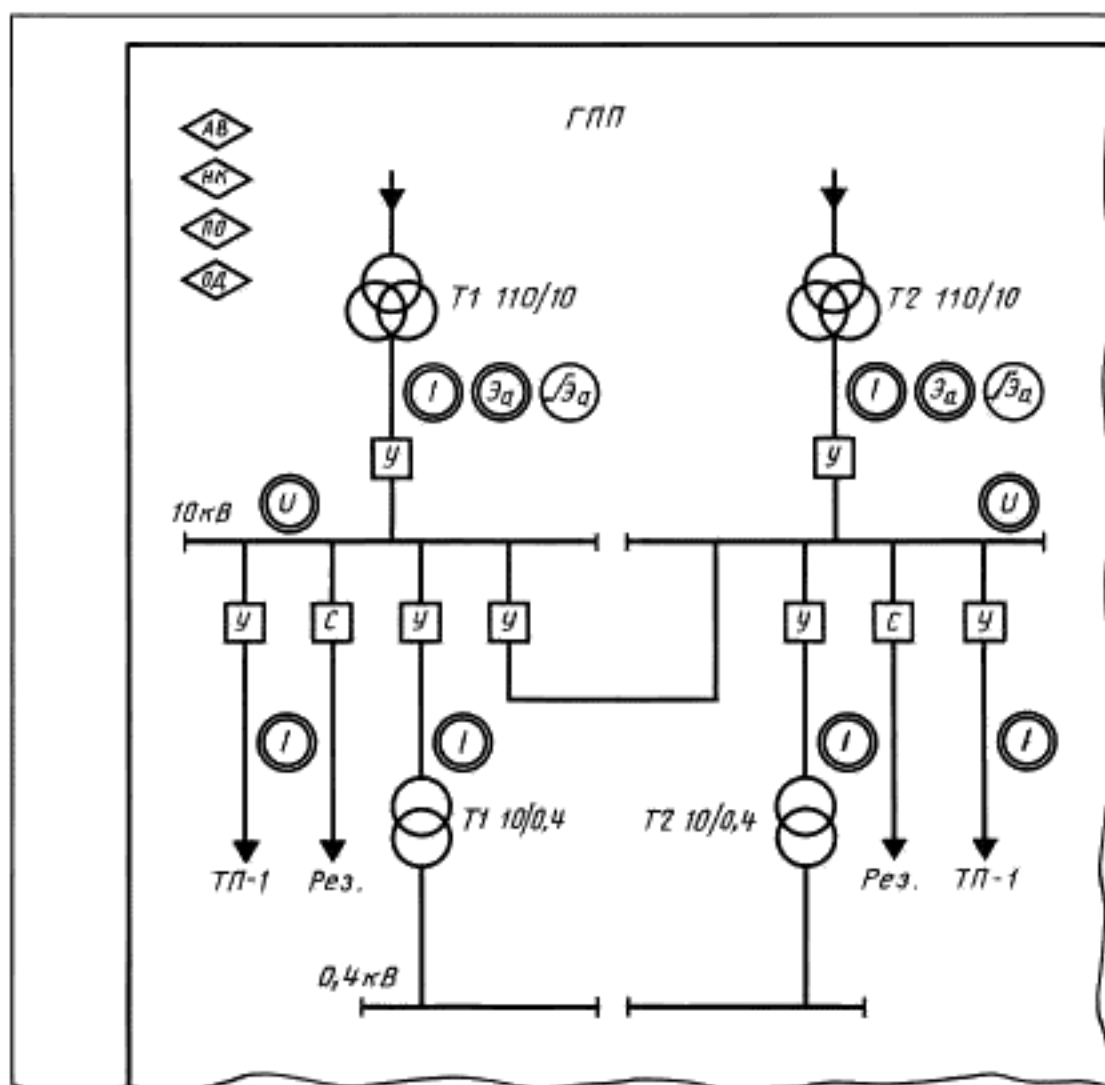 ГПП
АВ
НК
ПО
ОД
Т1 110/10
Т2 110/10
I Эа ∫Эа
I Эа ∫Эа
У
У
10кВ
U
U
У С У У
У С У
I
I
I
I
Т1 10/0,4
Т2 10/0,4
ТП-1
Рез.
Рез.
ТП-1
0,4кВ